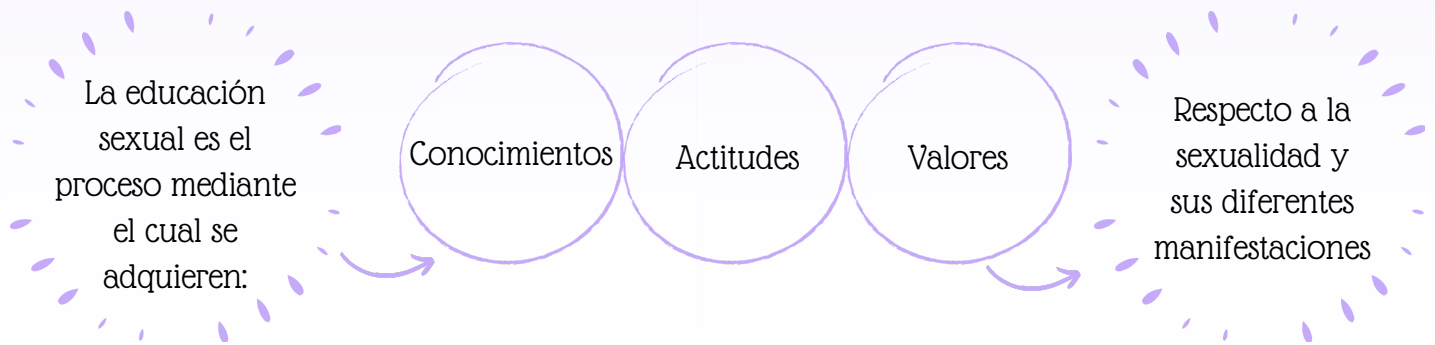 La educación
sexual es el
proceso mediante
el cual se
adquieren:
Conocimientos
Actitudes
Valores
Respecto a la
sexualidad y
sus diferentes
manifestaciones